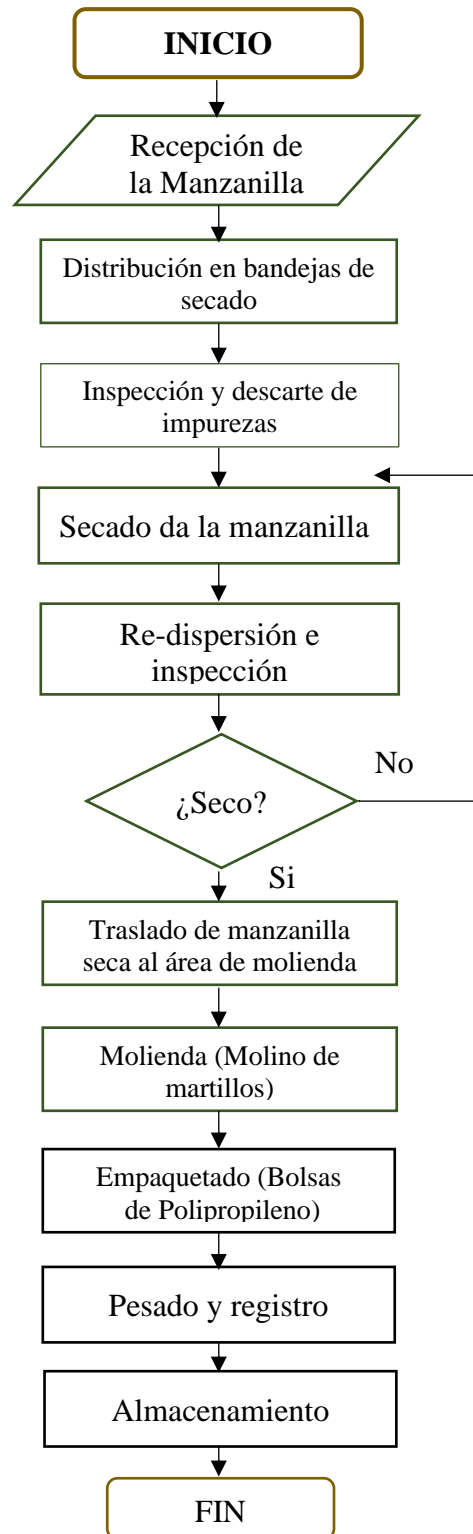 INICIO
Recepción de
la Manzanilla
Distribución en bandejas de
secado
Inspección y descarte de
impurezas
Secado da la manzanilla
Re-dispersión e
inspección
No
¿Seco?
Si
Traslado de manzanilla
seca al área de molienda
Molienda (Molino de
martillos)
Empaquetado (Bolsas
de Polipropileno)
Pesado y registro
Almacenamiento
FIN